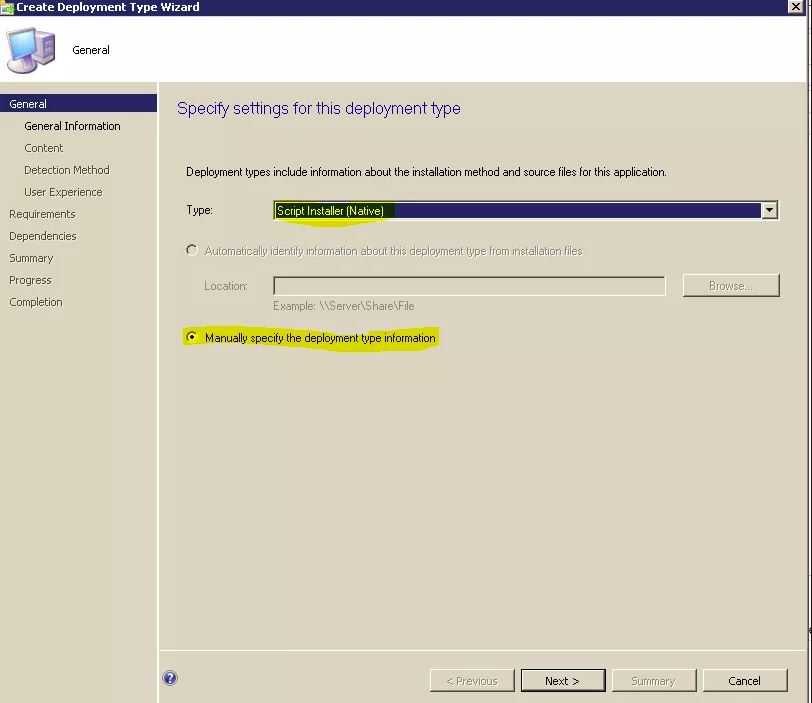 Create Deployment Type Wizard
General
General
General Information
Content
Detection Method
User Experience
Requirements
Dependencies
Summary
Progress
Completion
Specify settings for this deployment type
Deployment types include information about the installation method and source files for this application.
Type: Script Installer (Native)
Automatically identify information about this deployment type from installation files
Location: Browse...
Example: \\Server\Share\File
Manually specify the deployment type information
< Previous Next > Summary Cancel